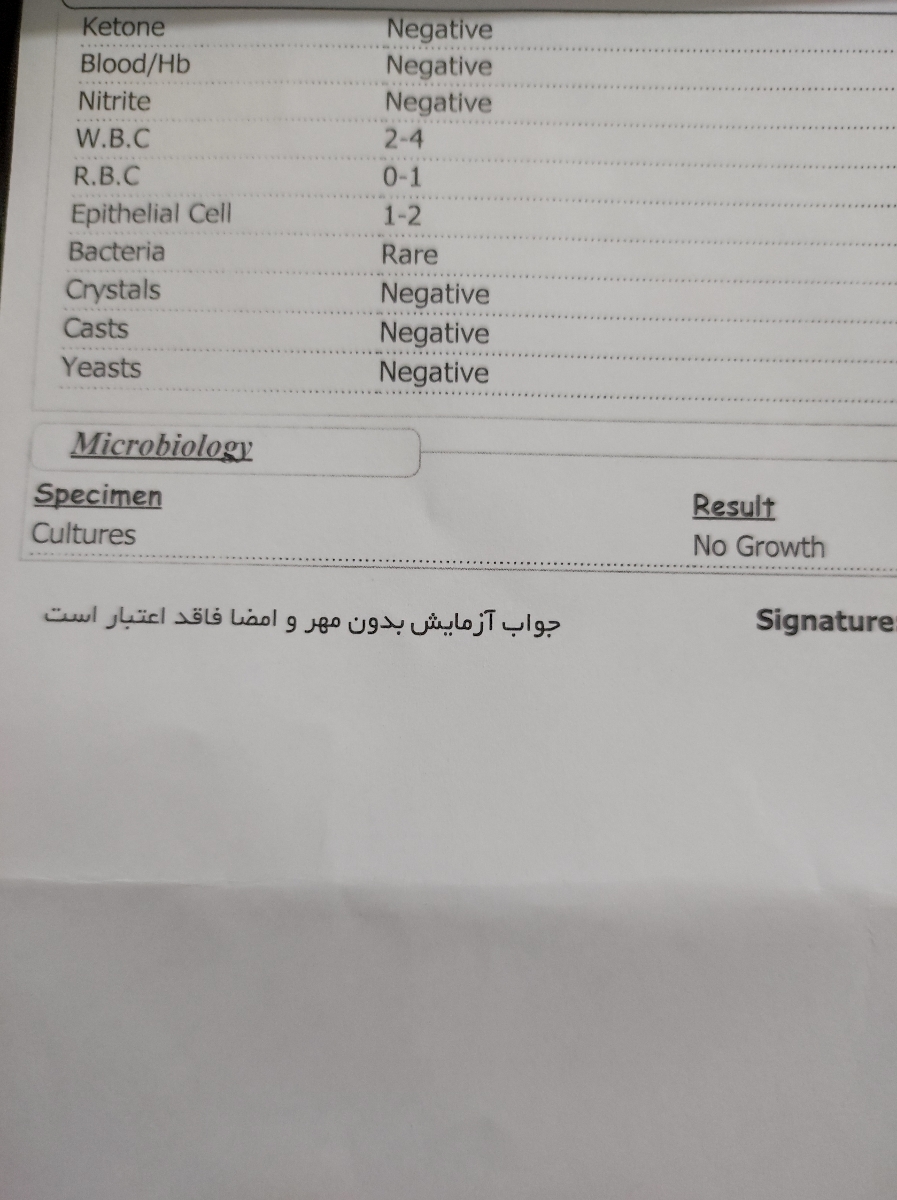 Ketone Negative
Blood/Hb Negative
Nitrite Negative
W.B.C 2-4
R.B.C 0-1
Epithelial Cell 1-2
Bacteria Rare
Crystals Negative
Casts Negative
Yeasts Negative
Microbiology
Specimen Result
Cultures No Growth
جواب آزمایش بدون مهر و امضا فاقد اعتبار است
Signature: